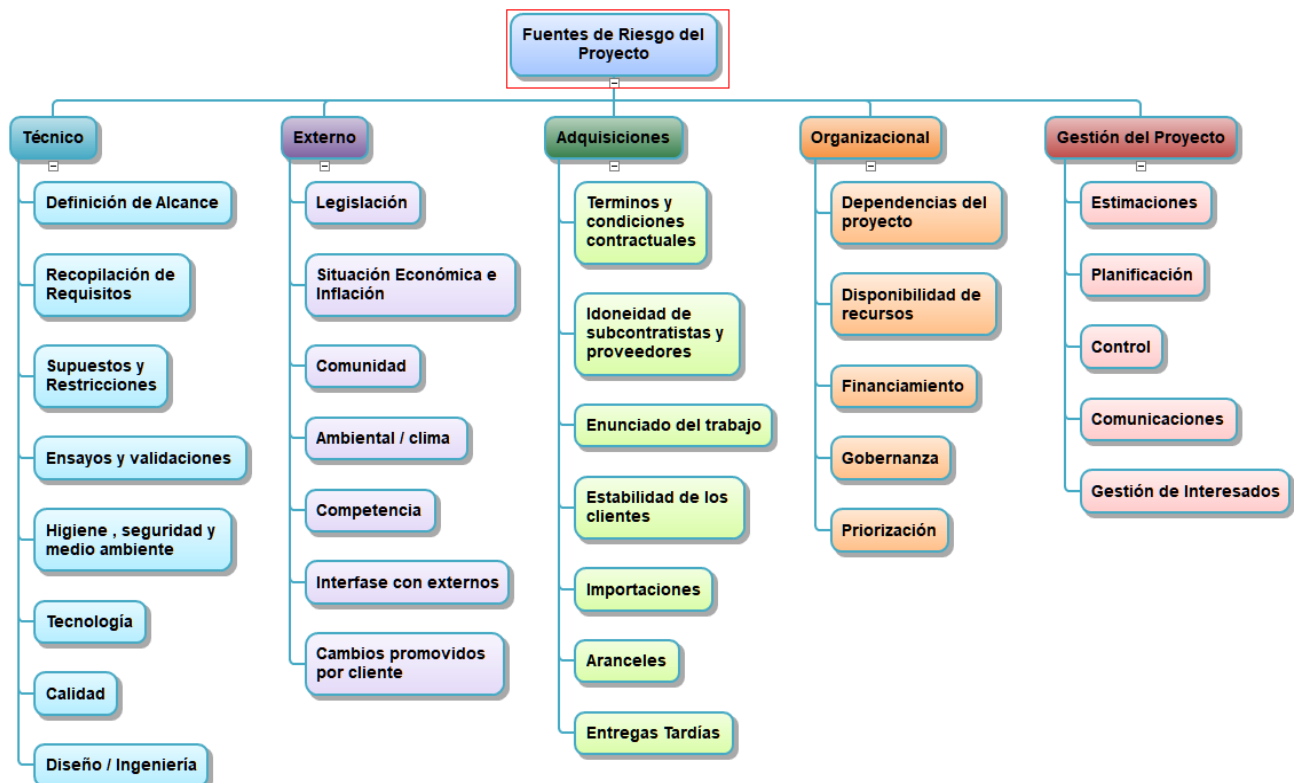 Fuentes de Riesgo del
Proyecto
Técnico
Definición de Alcance
Recopilación de
Requisitos
Supuestos y
Restricciones
Ensayos y validaciones
Higiene , seguridad y
medio ambiente
Tecnología
Calidad
Diseño / Ingeniería
Externo
Legislación
Situación Económica e
Inflación
Comunidad
Ambiental / clima
Competencia
Interfase con externos
Cambios promovidos
por cliente
Adquisiciones
Terminos y
condiciones
contractuales
Idoneidad de
subcontratistas y
proveedores
Enunciado del trabajo
Estabilidad de los
clientes
Importaciones
Aranceles
Entregas Tardías
Organizacional
Dependencias del
proyecto
Disponibilidad de
recursos
Financiamiento
Gobernanza
Priorización
Gestión del Proyecto
Estimaciones
Planificación
Control
Comunicaciones
Gestión de Interesados